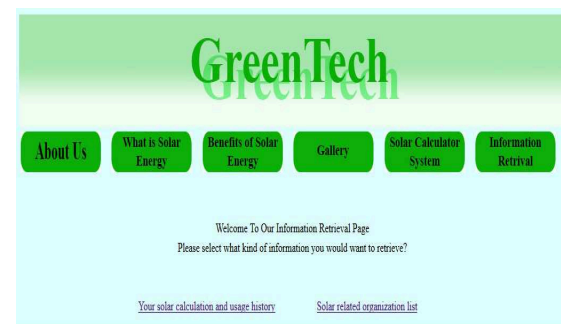 GreenTech
About Us
What is Solar
Energy
Benefits of Solar
Energy
Gallery
Solar Calculator
System
Information
Retrival
Welcome To Our Information Retrieval Page
Please select what kind of information you would want to retrieve?
Your solar calculation and usage history
Solar related organization list